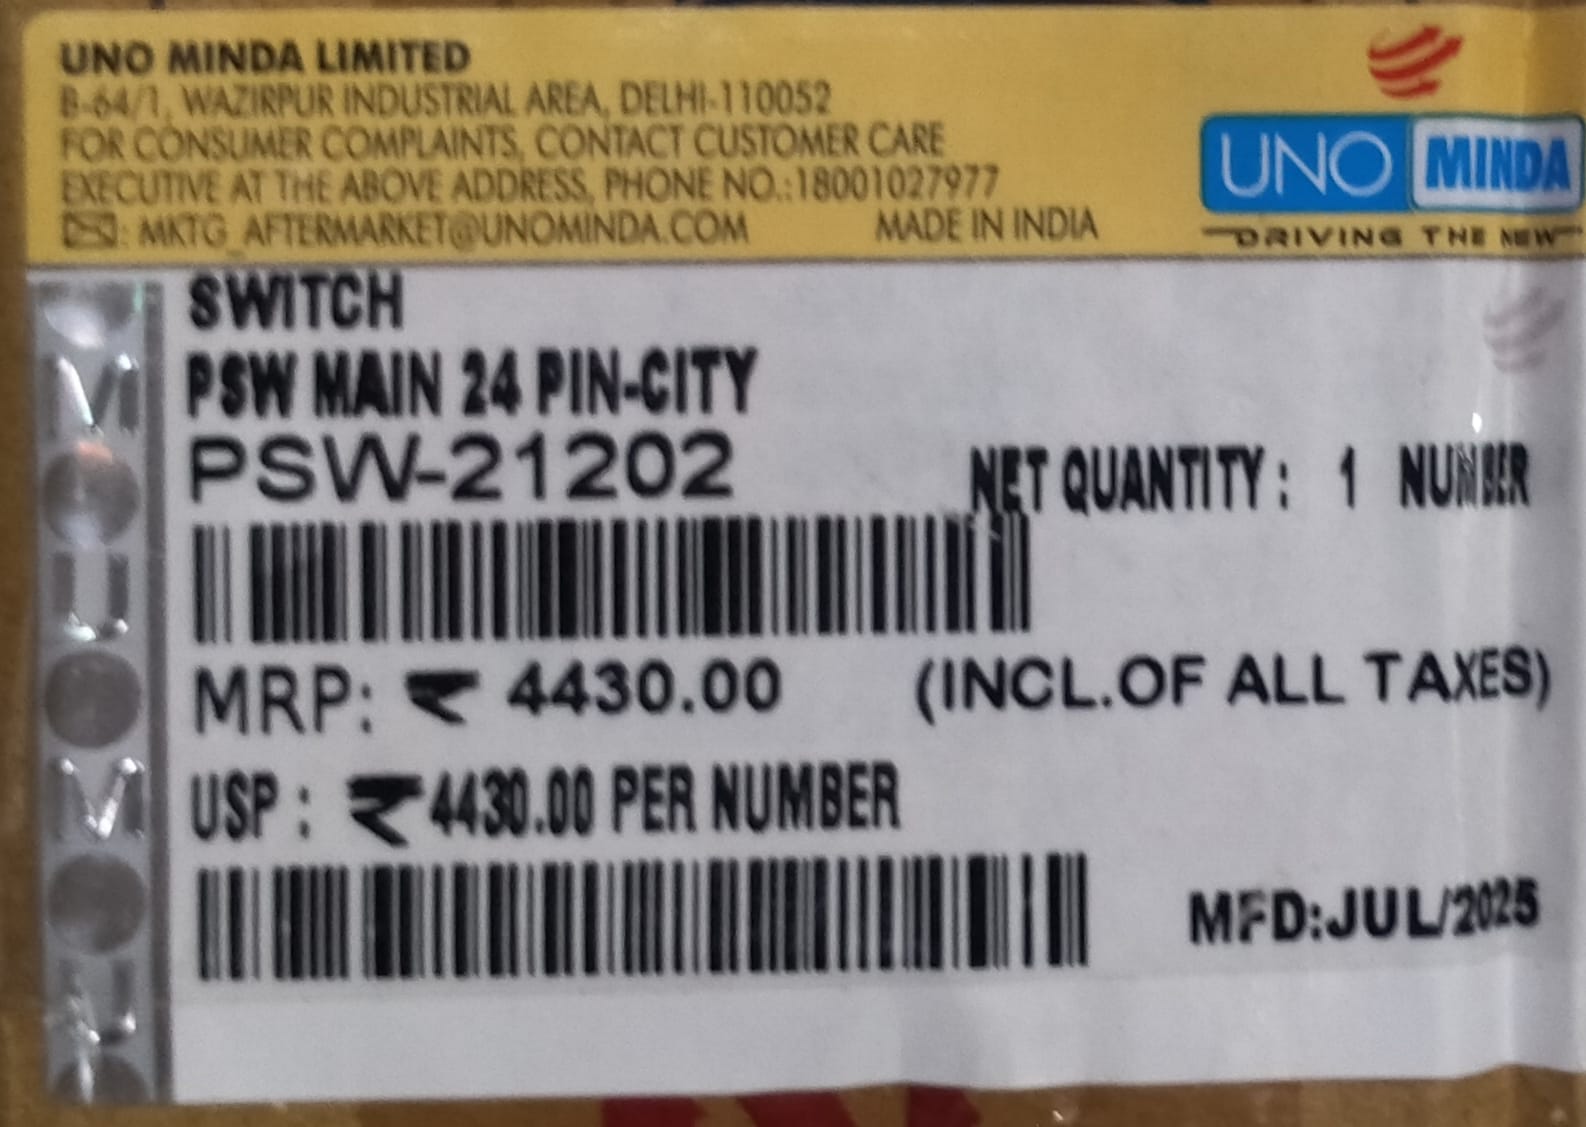 UNO MINDA LIMITED
B-64/1, WAZIRPUR INDUSTRIAL AREA, DELHI-110052
FOR CONSUMER COMPLAINTS, CONTACT CUSTOMER CARE
EXECUTIVE AT THE ABOVE ADDRESS, PHONE NO.:18001027977
: MKTG_AFTERMARKET@UNOMINDA.COM MADE IN INDIA
UNO MINDA
DRIVING THE NEW
SWITCH
PSW MAIN 24 PIN-CITY
PSW-21202 NET QUANTITY : 1 NUMBER
MRP: ₹ 4430.00 (INCL.OF ALL TAXES)
USP : ₹4430.00 PER NUMBER
MFD:JUL/2025
M
U
M
U